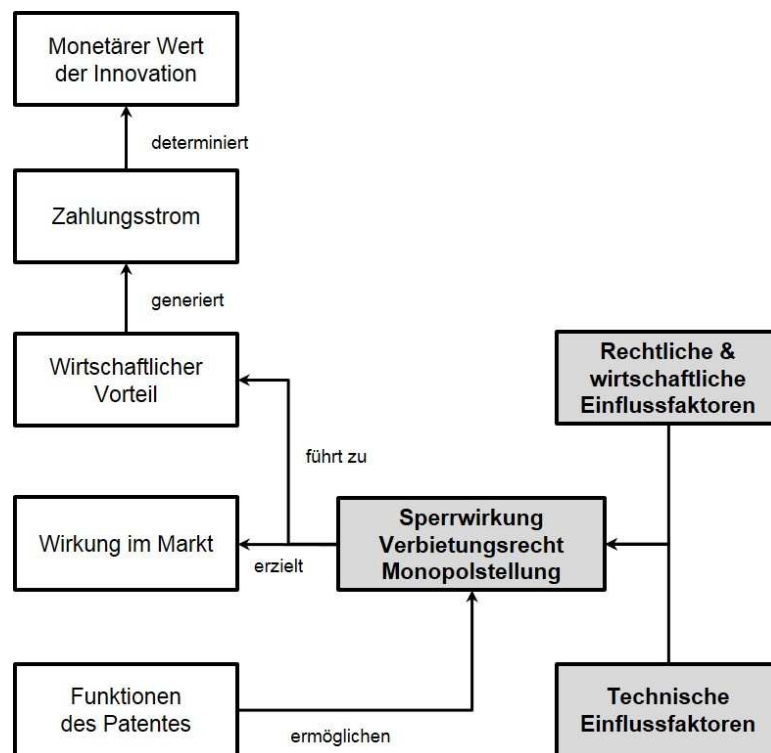 Monetärer Wert
der Innovation
determiniert
Zahlungsstrom
generiert
Wirtschaftlicher
Vorteil
Rechtliche &
wirtschaftliche
Einflussfaktoren
führt zu
Wirkung im Markt
erzielt
Sperrwirkung
Verbietungsrecht
Monopolstellung
Funktionen
des Patentes
ermöglichen
Technische
Einflussfaktoren